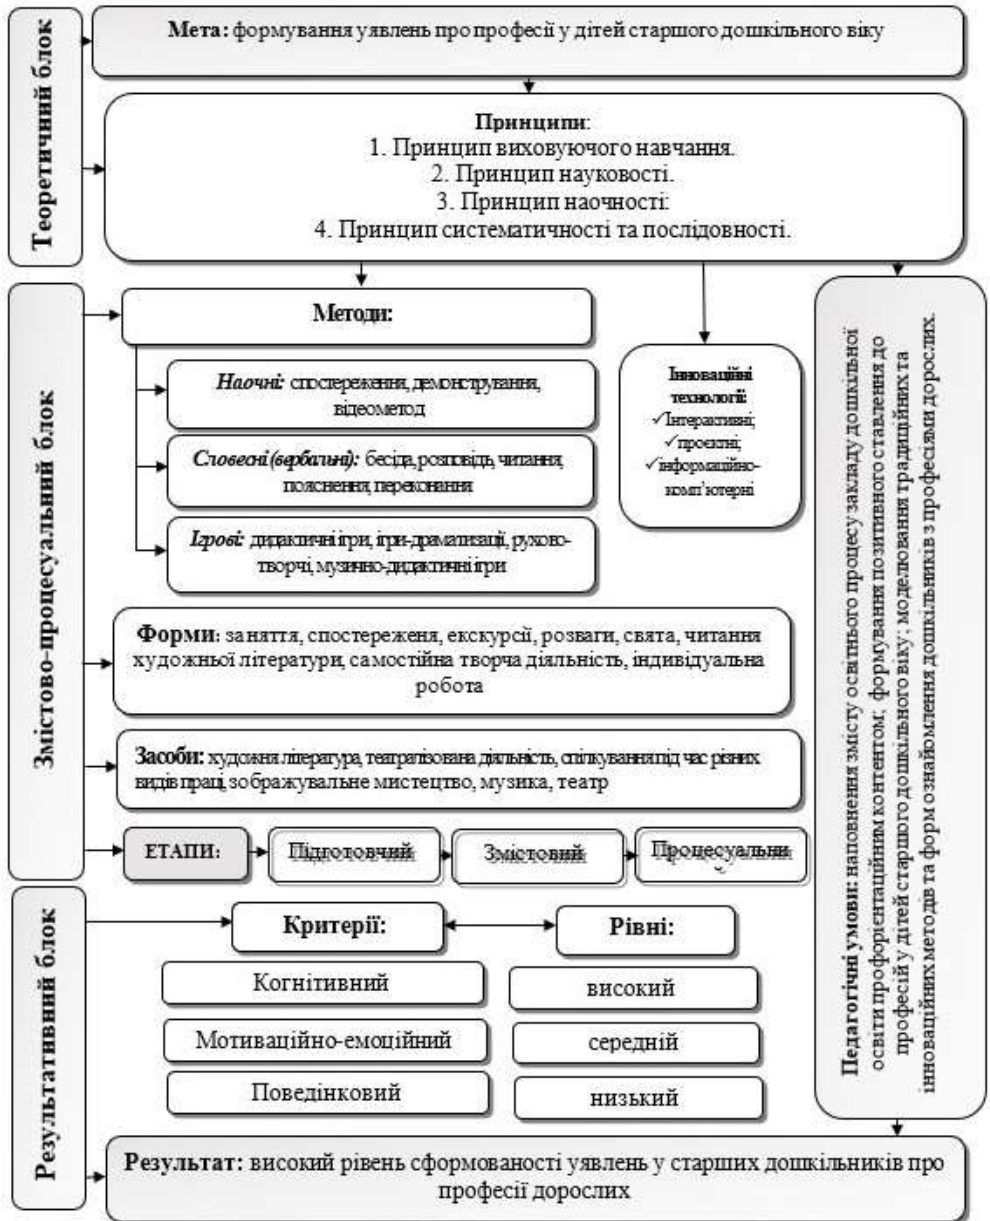 Теоретичний блок
Мета: формування уявлень про професії у дітей старшого дошкільного віку
Принципи:
1. Принцип виховуючого навчання.
2. Принцип науковості.
3. Принцип наочності:
4. Принцип систематичності та послідовності.
Змістово-процесуальний блок
Методи:
Наочні: спостереження, демонстрування,
відеометод
Словесні (вербальні): бесіда, розповідь, читання,
пояснення, переконання
Ігрові: дидактичні ігри, ігри-драматизації, рухово-
творчі, музично-дидактичні ігри
Інноваційні
технології:
✓Інтерактивні;
✓проєктні;
✓інформаційно-
комп’ютерні
Форми: заняття, спостереженя, екскурсії, розваги, свята, читання
художньої літератури, самостійна творча діяльність, індивідуальна
робота
Засоби: художня література, театралізована діяльність, спілкування під час різних
видів праці, зображувальне мистецтво, музика, театр
ЕТАПИ:
Підготовчий
Змістовий
Процесуальни
Педагогічні умови: наповнення змісту освітнього процесу закладу дошкільної
освіти профорієнтаційним контентом; формування позитивного ставлення до
професій у дітей старшого дошкільного віку; моделювання традиційних та
інноваційних методів та форм ознайомлення дошкільників з професіями дорослих.
Результативний блок
Критерії:
Рівні:
Когнітивний
високий
Мотиваційно-емоційний
середній
Поведінковий
низький
Результат: високий рівень сформованості уявлень у старших дошкільників про
професії дорослих